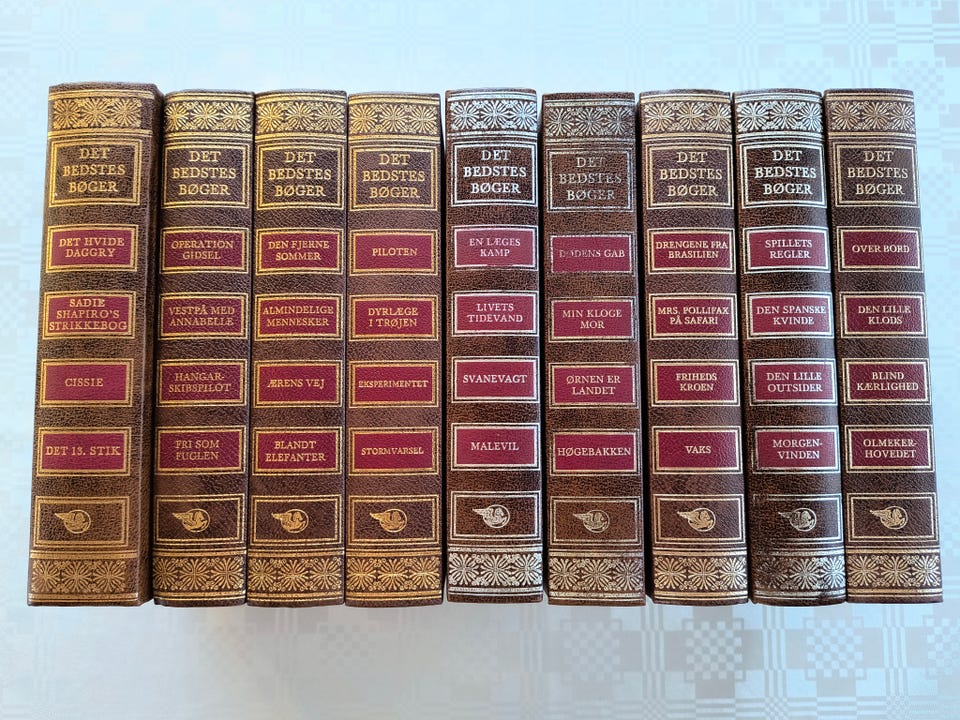 DET
BEDSTES
BØGER
DET HVIDE
DAGGRY
SADIE
SHAPIRO'S
STRIKKEBOG
CISSIE
DET 13. STIK
DET
BEDSTES
BØGER
OPERATION
GIDSEL
VESTPÅ MED
ANNABELLE
HANGAR-
SKIBSPILOT
FRI SOM
FUGLEN
DET
BEDSTES
BØGER
DEN FJERNE
SOMMER
ALMINDELIGE
MENNESKER
ÆRENS VEJ
BLANDT
ELEFANTER
DET
BEDSTES
BØGER
PILOTEN
DYRLÆGE
I TRØJEN
EKSPERIMENTET
STORMVARSEL
DET
BEDSTES
BØGER
EN LÆGES
KAMP
LIVETS
TIDEVAND
SVANEVAGT
MALEVIL
DET
BEDSTES
BØGER
DØDENS GAB
MIN KLOGE
MOR
ØRNEN ER
LANDET
HØGEBAKKEN
DET
BEDSTES
BØGER
DRENGENE FRA
BRASILIEN
MRS. POLLIFAX
PÅ SAFARI
FRIHEDS
KROEN
VAKS
DET
BEDSTES
BØGER
SPILLETS
REGLER
DEN SPANSKE
KVINDE
DEN LILLE
OUTSIDER
MORGEN-
VINDEN
DET
BEDSTES
BØGER
OVER BORD
DEN LILLE
KLODS
BLIND
KÆRLIGHED
OLMEKER-
HOVEDET